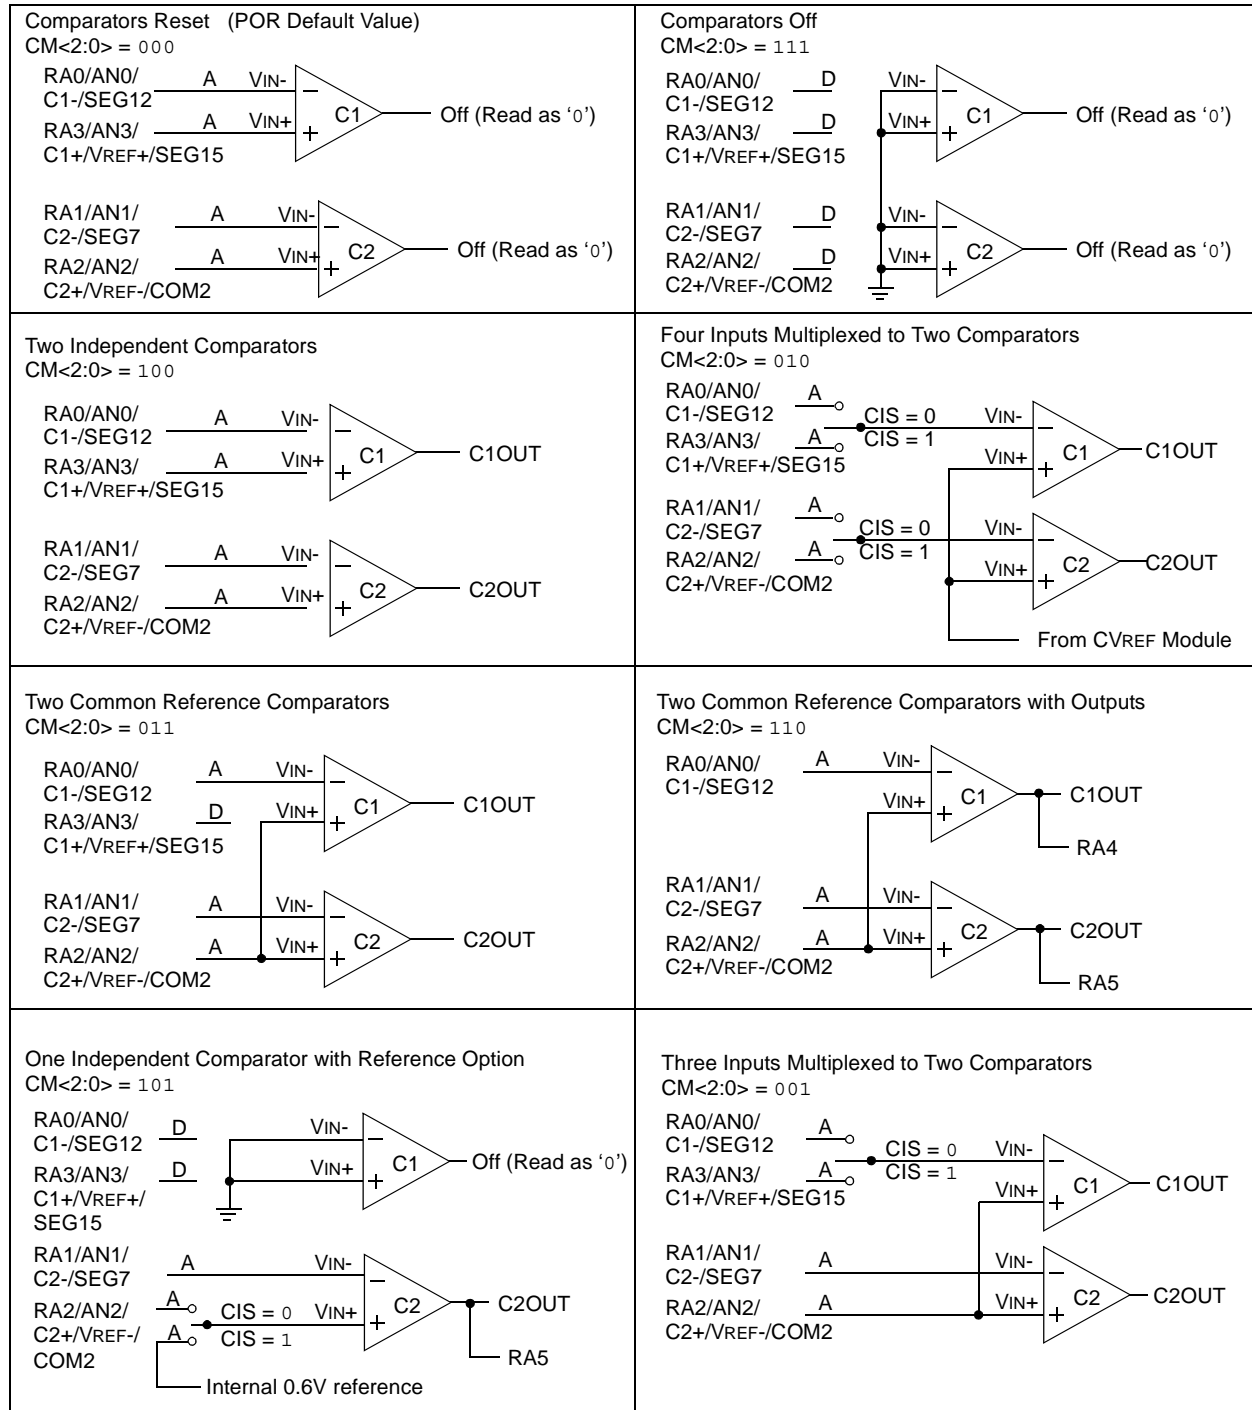 Comparators Reset (POR Default Value)
CM<2:0> = 000
RA0/AN0/
C1-/SEG12
A
VIN-
RA3/AN3/
C1+/VREF+/SEG15
A
VIN+
–
+
C1
Off (Read as ‘0’)
RA1/AN1/
C2-/SEG7
A
VIN-
RA2/AN2/
C2+/VREF-/COM2
A
VIN+
–
+
C2
Off (Read as ‘0’)
Comparators Off
CM<2:0> = 111
RA0/AN0/
C1-/SEG12
D
VIN-
RA3/AN3/
C1+/VREF+/SEG15
D
VIN+
–
+
C1
Off (Read as ‘0’)
RA1/AN1/
C2-/SEG7
D
VIN-
RA2/AN2/
C2+/VREF-/COM2
D
VIN+
–
+
C2
Off (Read as ‘0’)
Two Independent Comparators
CM<2:0> = 100
RA0/AN0/
C1-/SEG12
A
VIN-
RA3/AN3/
C1+/VREF+/SEG15
A
VIN+
–
+
C1
C1OUT
RA1/AN1/
C2-/SEG7
A
VIN-
RA2/AN2/
C2+/VREF-/COM2
A
VIN+
–
+
C2
C2OUT
Four Inputs Multiplexed to Two Comparators
CM<2:0> = 010
RA0/AN0/
C1-/SEG12
A
CIS = 0
VIN-
RA3/AN3/
C1+/VREF+/SEG15
A
CIS = 1
VIN+
–
+
C1
C1OUT
RA1/AN1/
C2-/SEG7
A
CIS = 0
VIN-
RA2/AN2/
C2+/VREF-/COM2
A
CIS = 1
VIN+
–
+
C2
C2OUT
From CVREF Module
Two Common Reference Comparators
CM<2:0> = 011
RA0/AN0/
C1-/SEG12
A
VIN-
RA3/AN3/
C1+/VREF+/SEG15
D
VIN+
–
+
C1
C1OUT
RA1/AN1/
C2-/SEG7
A
VIN-
RA2/AN2/
C2+/VREF-/COM2
A
VIN+
–
+
C2
C2OUT
Two Common Reference Comparators with Outputs
CM<2:0> = 110
RA0/AN0/
C1-/SEG12
A
VIN-
VIN+
–
+
C1
C1OUT
RA4
RA1/AN1/
C2-/SEG7
A
VIN-
RA2/AN2/
C2+/VREF-/COM2
A
VIN+
–
+
C2
C2OUT
RA5
One Independent Comparator with Reference Option
CM<2:0> = 101
RA0/AN0/
C1-/SEG12
D
VIN-
RA3/AN3/
C1+/VREF+/
SEG15
D
VIN+
–
+
C1
Off (Read as ‘0’)
RA1/AN1/
C2-/SEG7
A
VIN-
RA2/AN2/
C2+/VREF-/
COM2
A
CIS = 0
A
CIS = 1
VIN+
–
+
C2
C2OUT
RA5
Internal 0.6V reference
Three Inputs Multiplexed to Two Comparators
CM<2:0> = 001
RA0/AN0/
C1-/SEG12
A
CIS = 0
VIN-
RA3/AN3/
C1+/VREF+/SEG15
A
CIS = 1
VIN+
–
+
C1
C1OUT
RA1/AN1/
C2-/SEG7
A
VIN-
RA2/AN2/
C2+/VREF-/COM2
A
VIN+
–
+
C2
C2OUT